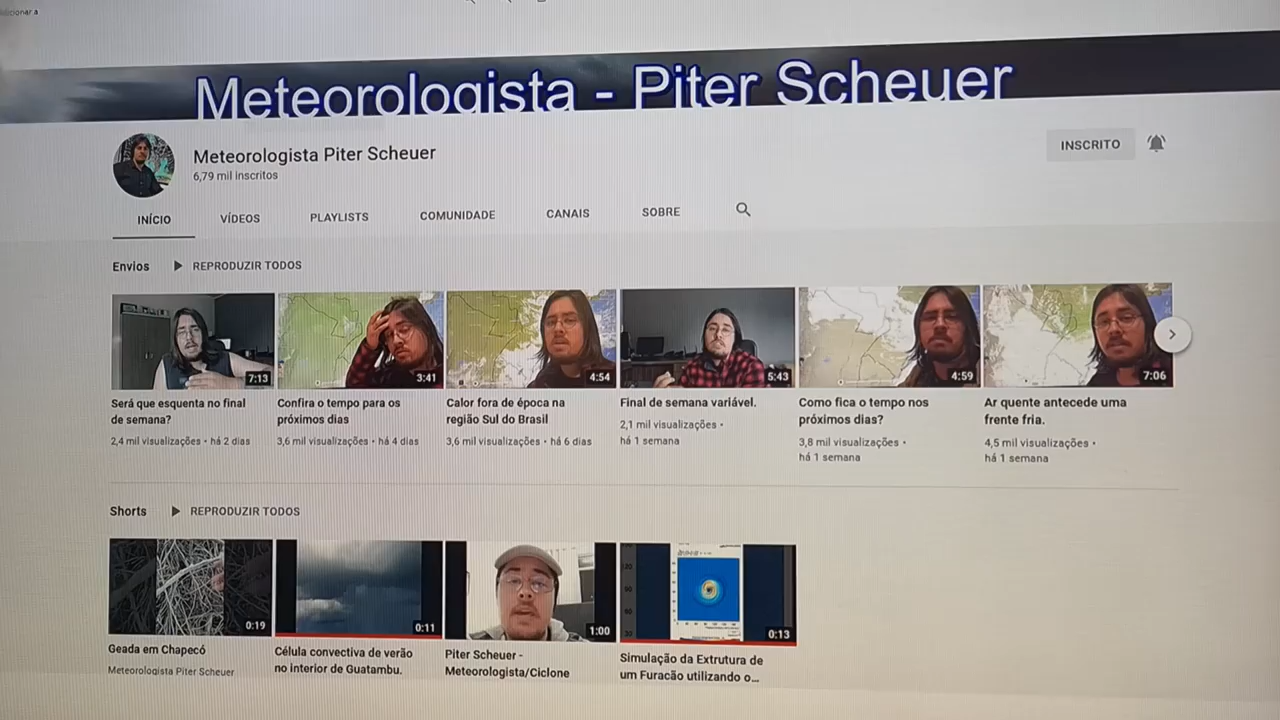 Meteorologista - Piter Scheuer
Meteorologista Piter Scheuer
6,79 mil inscritos
INSCRITO
INÍCIO VÍDEOS PLAYLISTS COMUNIDADE CANAIS SOBRE
Envios REPRODUZIR TODOS
7:13 3:41 4:54 5:43 4:59 7:06
Será que esquenta no final
de semana?
2,4 mil visualizações • há 2 dias
Confira o tempo para os
próximos dias
3,6 mil visualizações • há 4 dias
Calor fora de época na
região Sul do Brasil
3,6 mil visualizações • há 6 dias
Final de semana variável.
2,1 mil visualizações •
há 1 semana
Como fica o tempo nos
próximos dias?
3,8 mil visualizações •
há 1 semana
Ar quente antecede uma
frente fria.
4,5 mil visualizações •
há 1 semana
Shorts REPRODUZIR TODOS
0:19 0:11 1:00 0:13
Geada em Chapecó
Meteorologista Piter Scheuer
Célula convectiva de verão
no interior de Guatambu.
Piter Scheuer -
Meteorologista/Ciclone
Simulação da Extrutura de
um Furacão utilizando o...